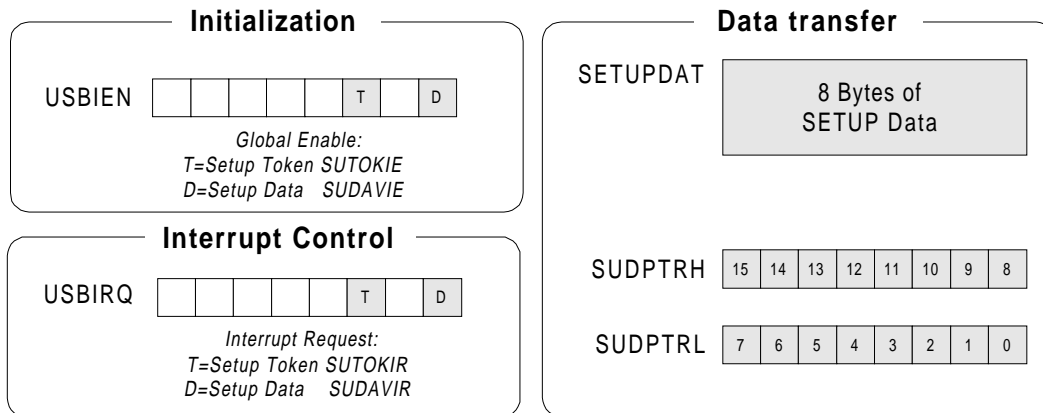 Initialization
USBIEN T D
Global Enable:
T=Setup Token SUTOKIE
D=Setup Data SUDAVIE
Interrupt Control
USBIRQ T D
Interrupt Request:
T=Setup Token SUTOKIR
D=Setup Data SUDAVIR
Data transfer
SETUPDAT
8 Bytes of
SETUP Data
SUDPTRH 15 14 13 12 11 10 9 8
SUDPTRL 7 6 5 4 3 2 1 0